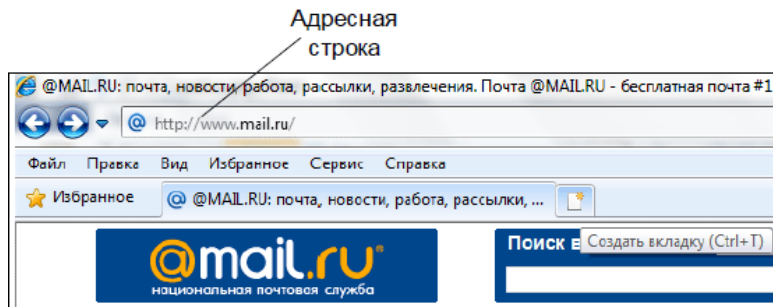 Адресная
строка
@MAIL.RU: почта, новости, работа, рассылки, развлечения. Почта @MAIL.RU - бесплатная почта #1
http://www.mail.ru/
Файл Правка Вид Избранное Сервис Справка
Избранное @MAIL.RU: почта, новости, работа, рассылки, ...
@mail.ru®
национальная почтовая служба
Поиск в
Создать вкладку (Ctrl+T)